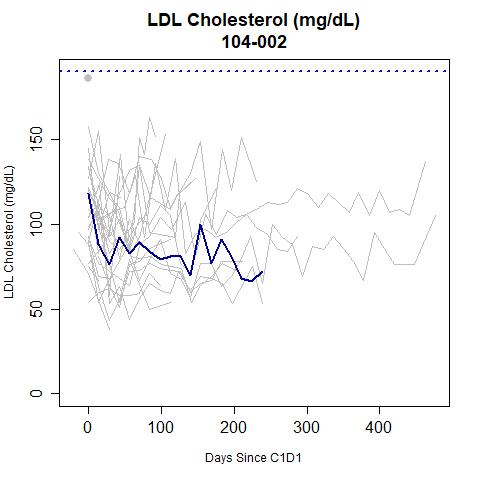 LDL Cholesterol (mg/dL)
104-002
150
100
50
0
LDL Cholesterol (mg/dL)
0 100 200 300 400
Days Since C1D1